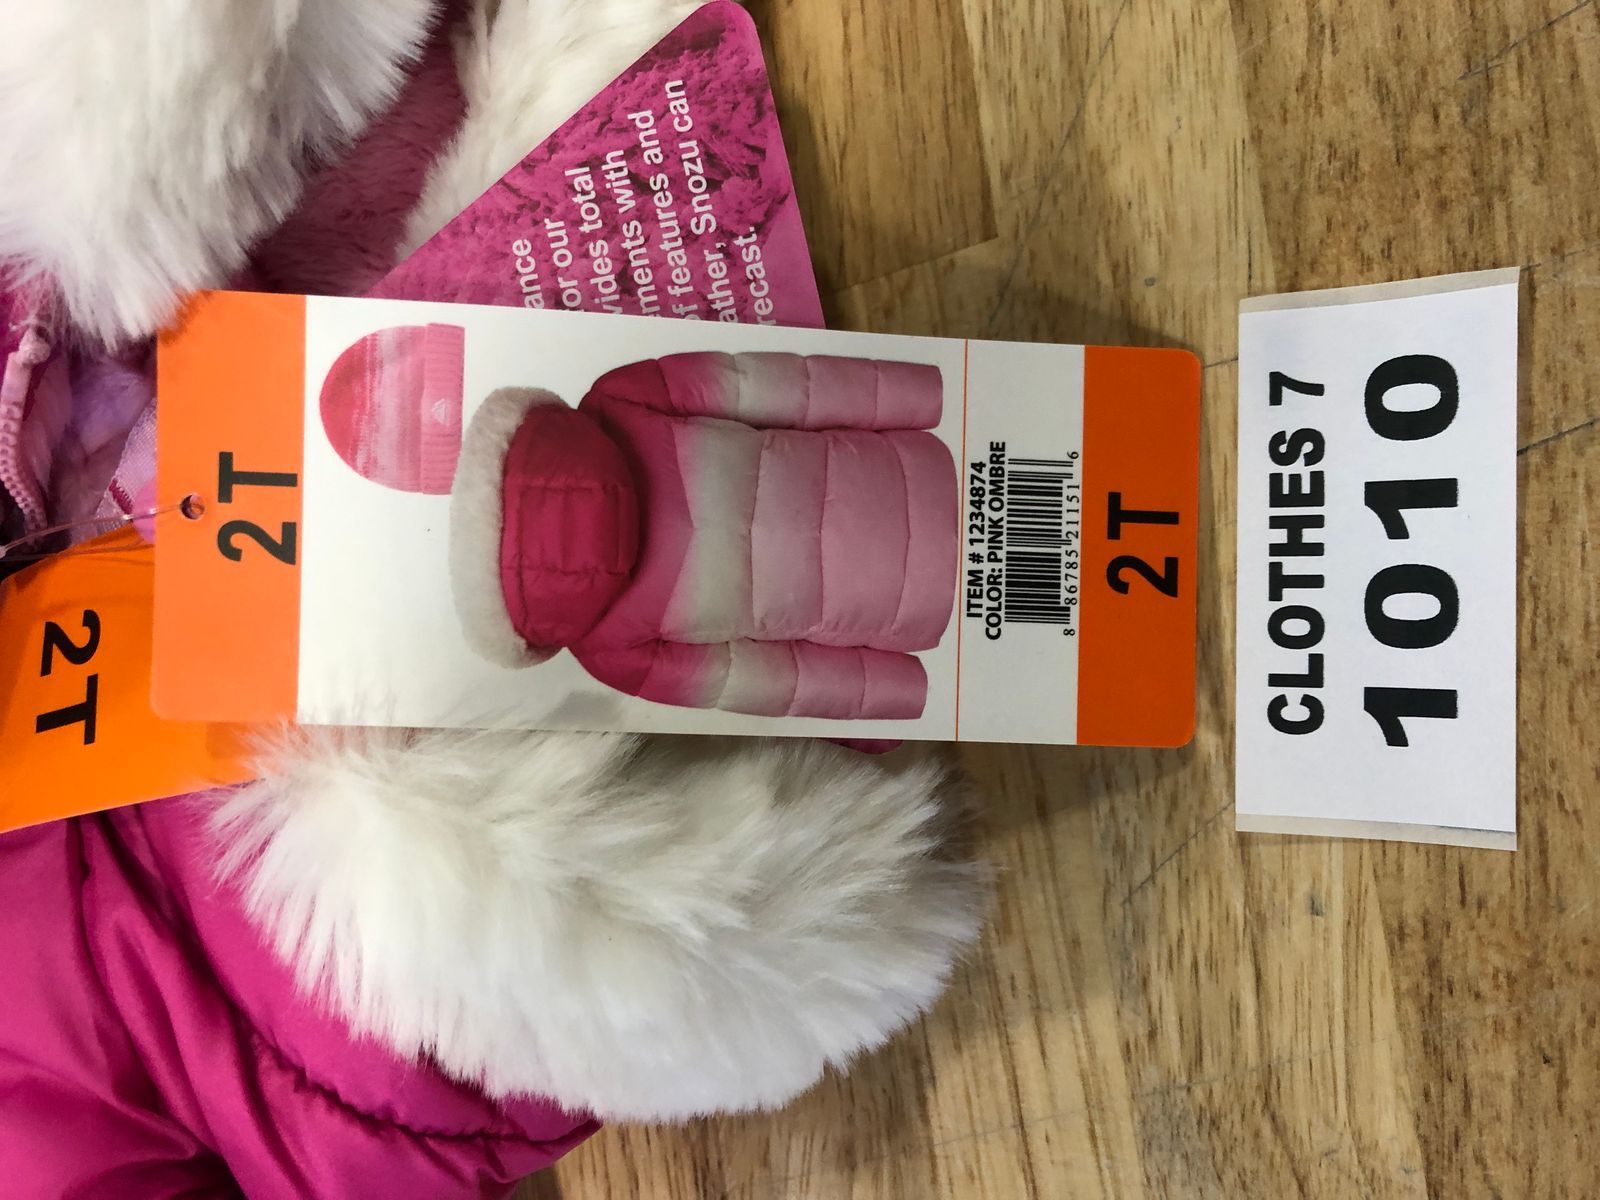 ance
for our
vides total
ments with
of features and
ather, Snozu can
recast.
2T
2T
ITEM # 1234874
COLOR: PINK OMBRE
8 86785 21151 6
2T
CLOTHES 7
1010